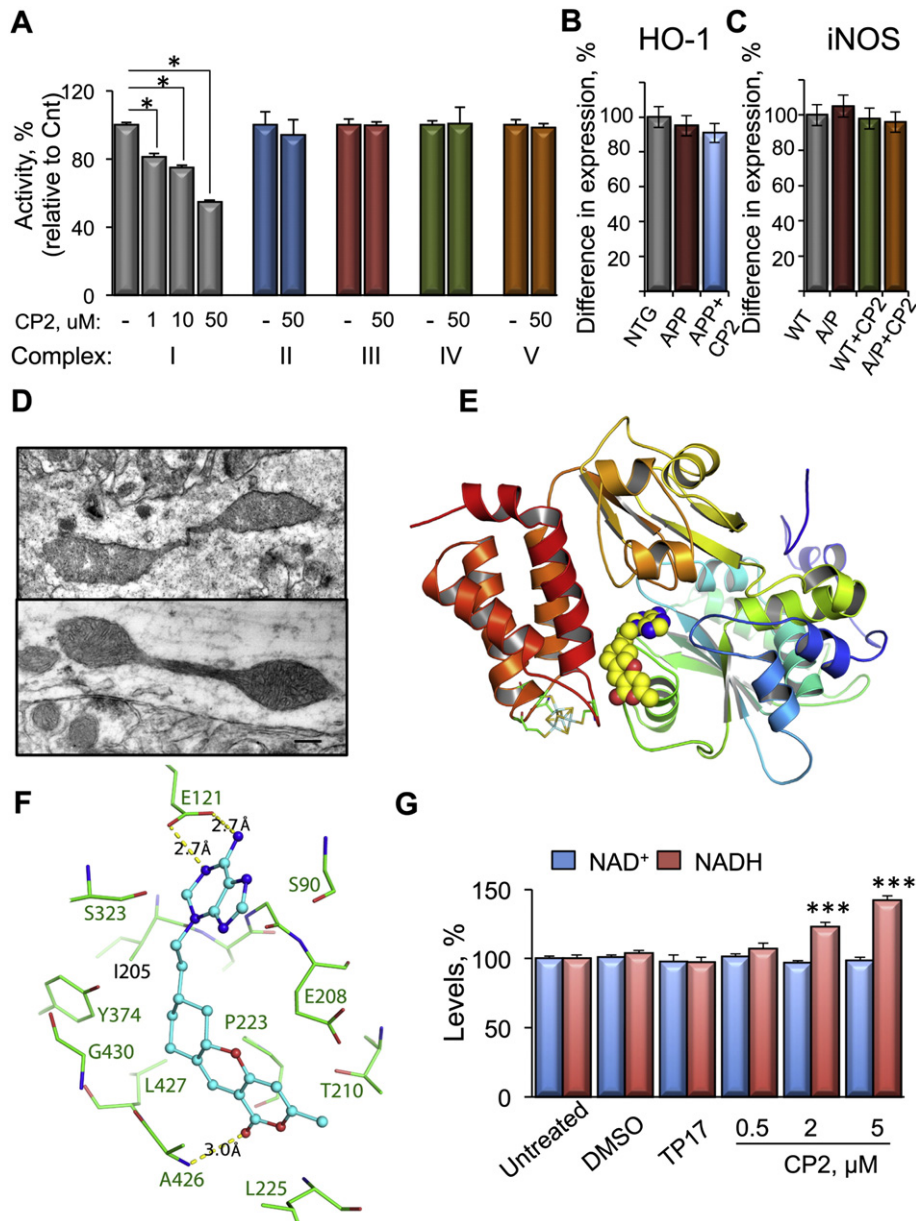 A
Activity, %
(relative to Cnt)
120
80
40
0
* * *
CP2, uM: - 1 10 50 - 50 - 50 - 50 - 50
Complex: I II III IV V
B
HO-1
Difference in expression, %
100
80
60
40
20
NTG
APP
APP+
CP2
C
iNOS
Difference in expression, %
100
80
60
40
20
WT
A/P
WT+CP2
A/P+CP2
D
E
F
E121
2.7Å
2.7Å
S90
S323
I205
E208
Y374
P223
G430
L427
T210
3.0Å
A426
L225
G
NAD+ NADH
Levels, %
150
100
50
0
*** ***
Untreated
DMSO
TP17
0.5 2 5
CP2, µM